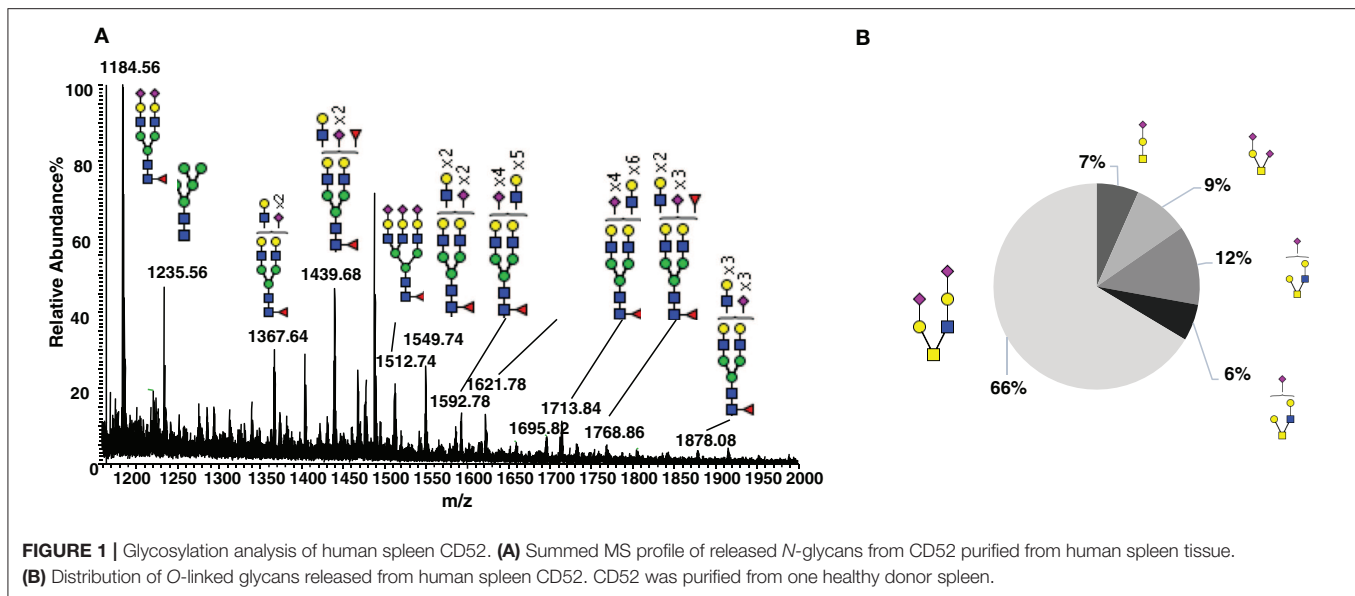 A
B
1184.56
100
80
60
40
20
0
Relative Abundance%
1235.56
x2
1367.64
x2
1439.68
1512.74
1549.74
x2
x2
1592.78
x4
x5
1621.78
1695.82
1713.84
x4
x6
1768.86
x2
x3
1878.08
x3
x3
1200 1250 1300 1350 1400 1450 1500 1550 1600 1650 1700 1750 1800 1850 1900 1950 2000
m/z
7%
9%
12%
6%
66%
FIGURE 1 | Glycosylation analysis of human spleen CD52. (A) Summed MS profile of released N-glycans from CD52 purified from human spleen tissue.
(B) Distribution of O-linked glycans released from human spleen CD52. CD52 was purified from one healthy donor spleen.